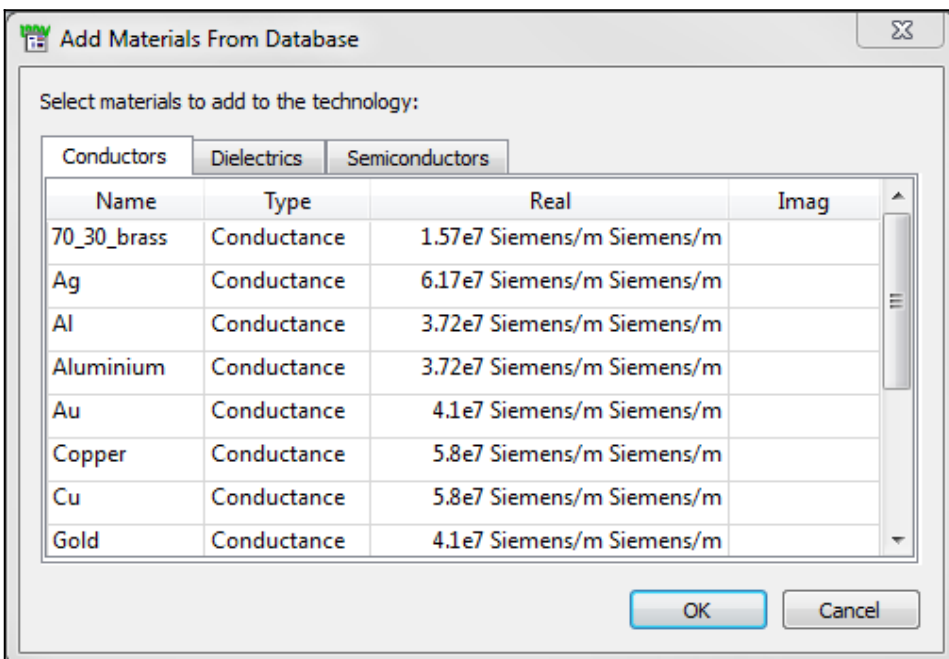 Add Materials From Database
Select materials to add to the technology:
Conductors Dielectrics Semiconductors
Name Type Real Imag
70_30_brass Conductance 1.57e7 Siemens/m Siemens/m
Ag Conductance 6.17e7 Siemens/m Siemens/m
Al Conductance 3.72e7 Siemens/m Siemens/m
Aluminium Conductance 3.72e7 Siemens/m Siemens/m
Au Conductance 4.1e7 Siemens/m Siemens/m
Copper Conductance 5.8e7 Siemens/m Siemens/m
Cu Conductance 5.8e7 Siemens/m Siemens/m
Gold Conductance 4.1e7 Siemens/m Siemens/m
OK Cancel